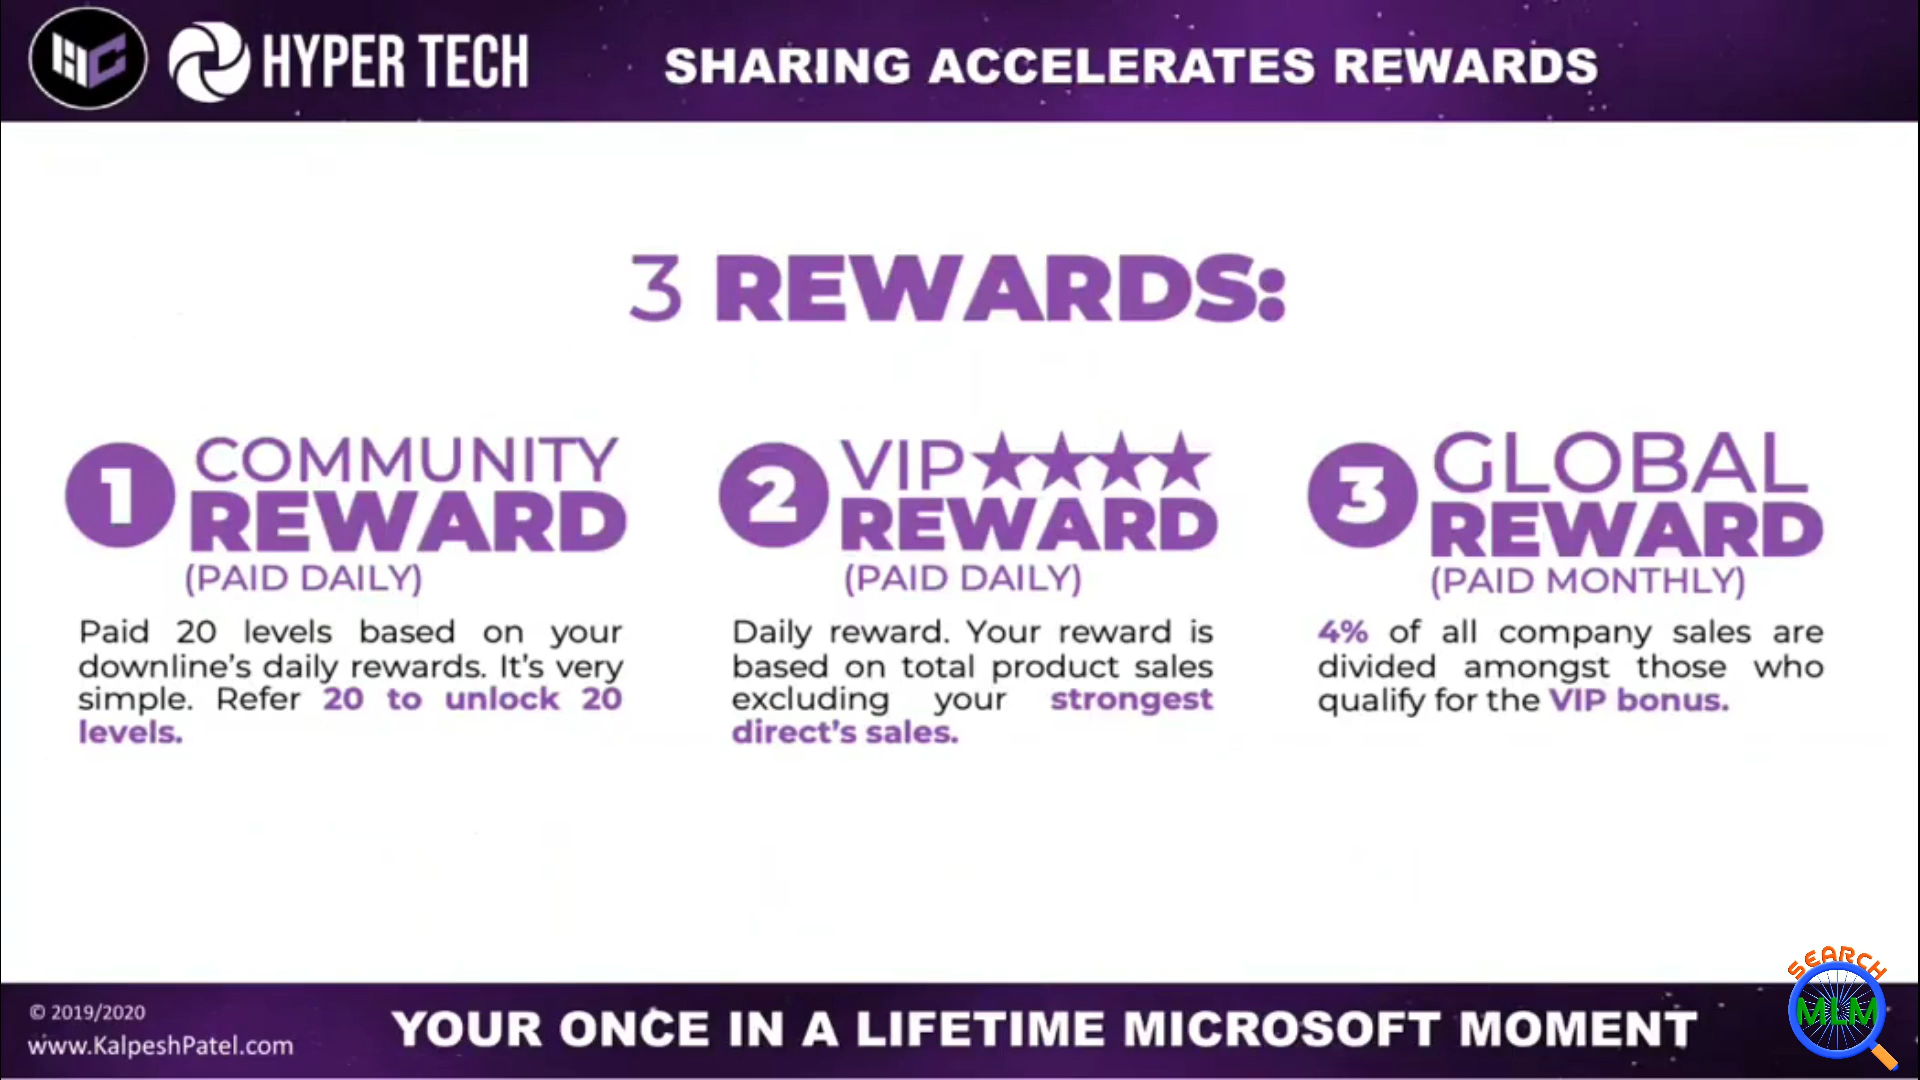 HC HYPER TECH
SHARING ACCELERATES REWARDS
3 REWARDS:
1 COMMUNITY
REWARD
(PAID DAILY)
Paid 20 levels based on your
downline's daily rewards. It's very
simple. Refer 20 to unlock 20
levels.
2 VIP★★★★
REWARD
(PAID DAILY)
Daily reward. Your reward is
based on total product sales
excluding your strongest
direct's sales.
3 GLOBAL
REWARD
(PAID MONTHLY)
4% of all company sales are
divided amongst those who
qualify for the VIP bonus.
© 2019/2020
www.KalpeshPatel.com
YOUR ONCE IN A LIFETIME MICROSOFT MOMENT
SEARCH
MLM